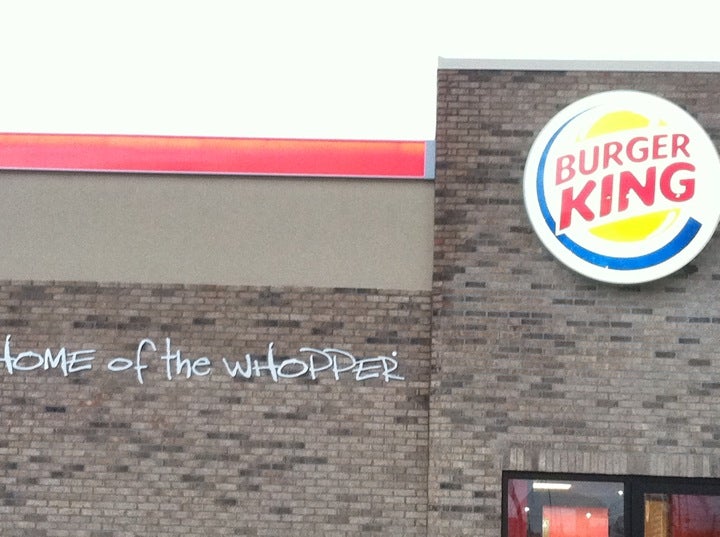 BURGER
KING
HOME of the WHOPPER